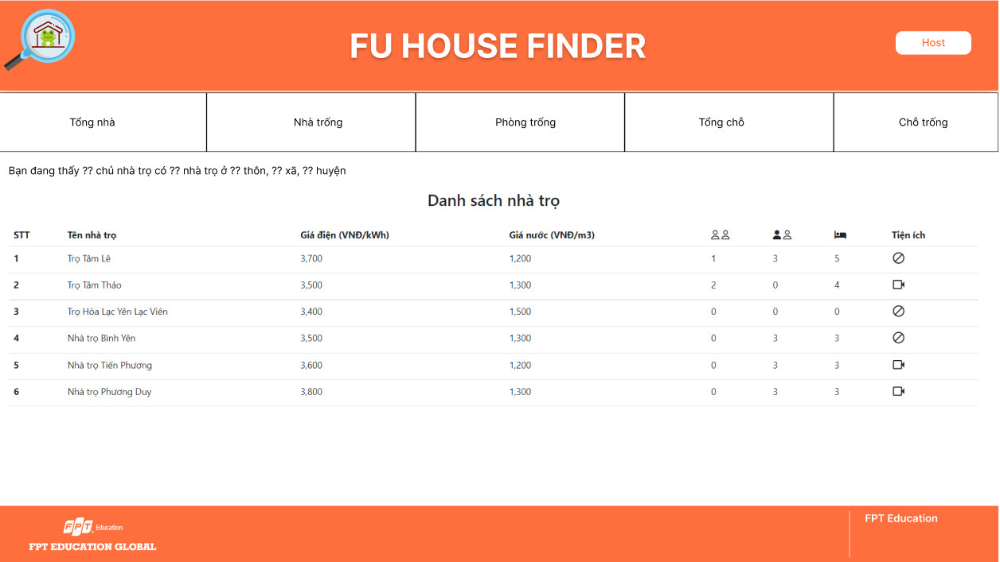 FU HOUSE FINDER
Host
Tổng nhà
Nhà trống
Phòng trống
Tổng chỗ
Chỗ trống
Bạn đang thấy ?? chủ nhà trọ có ?? nhà trọ ở ?? thôn, ?? xã, ?? huyện
Danh sách nhà trọ
STT Tên nhà trọ Giá điện (VNĐ/kWh) Giá nước (VNĐ/m3) Tiện ích
1 Trọ Tâm Lê 3,700 1,200 1 3 5
2 Trọ Tâm Thảo 3,500 1,300 2 0 4
3 Trọ Hòa Lạc Yên Lạc Viên 3,400 1,500 0 0 0
4 Nhà trọ Bình Yên 3,500 1,300 0 3 3
5 Nhà trọ Tiến Phương 3,600 1,200 0 3 3
6 Nhà trọ Phương Duy 3,800 1,300 0 3 3
FPT Education
FPT EDUCATION GLOBAL
FPT Education